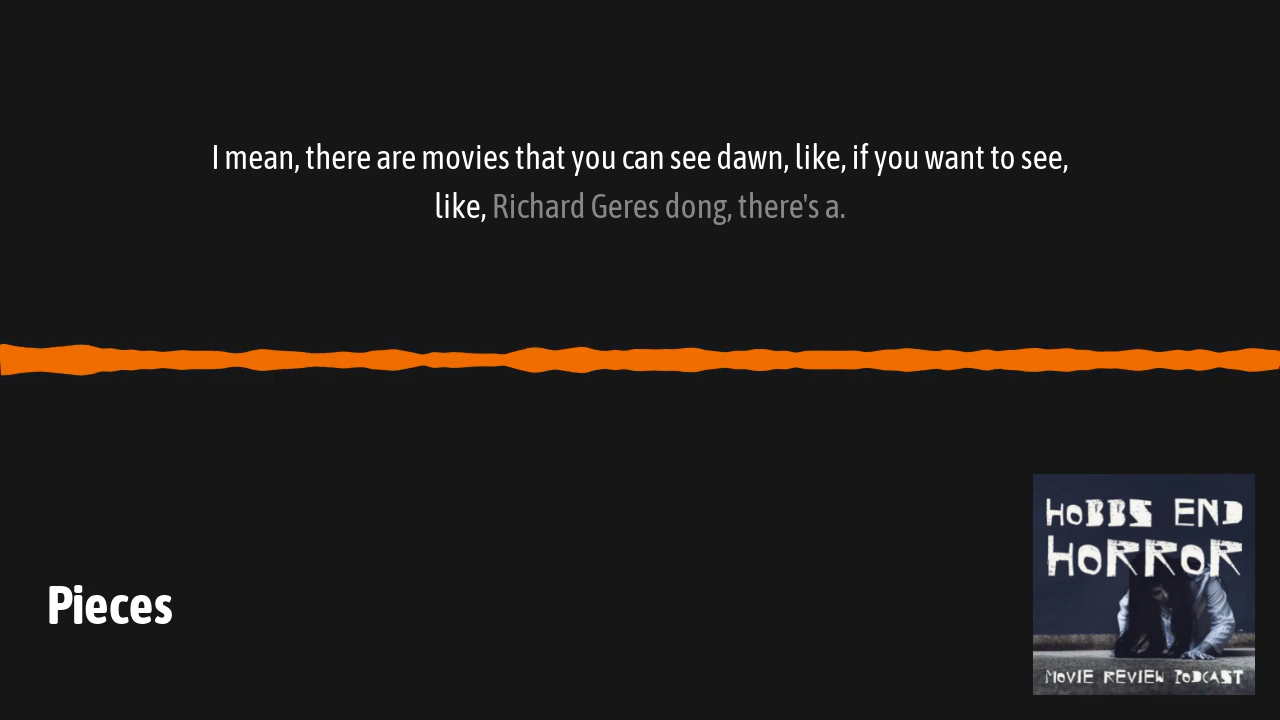 I mean, there are movies that you can see dawn, like, if you want to see,
like, Richard Geres dong, there's a.
Pieces
HOBBS END
HORROR
MOVIE REVIEW PODCAST